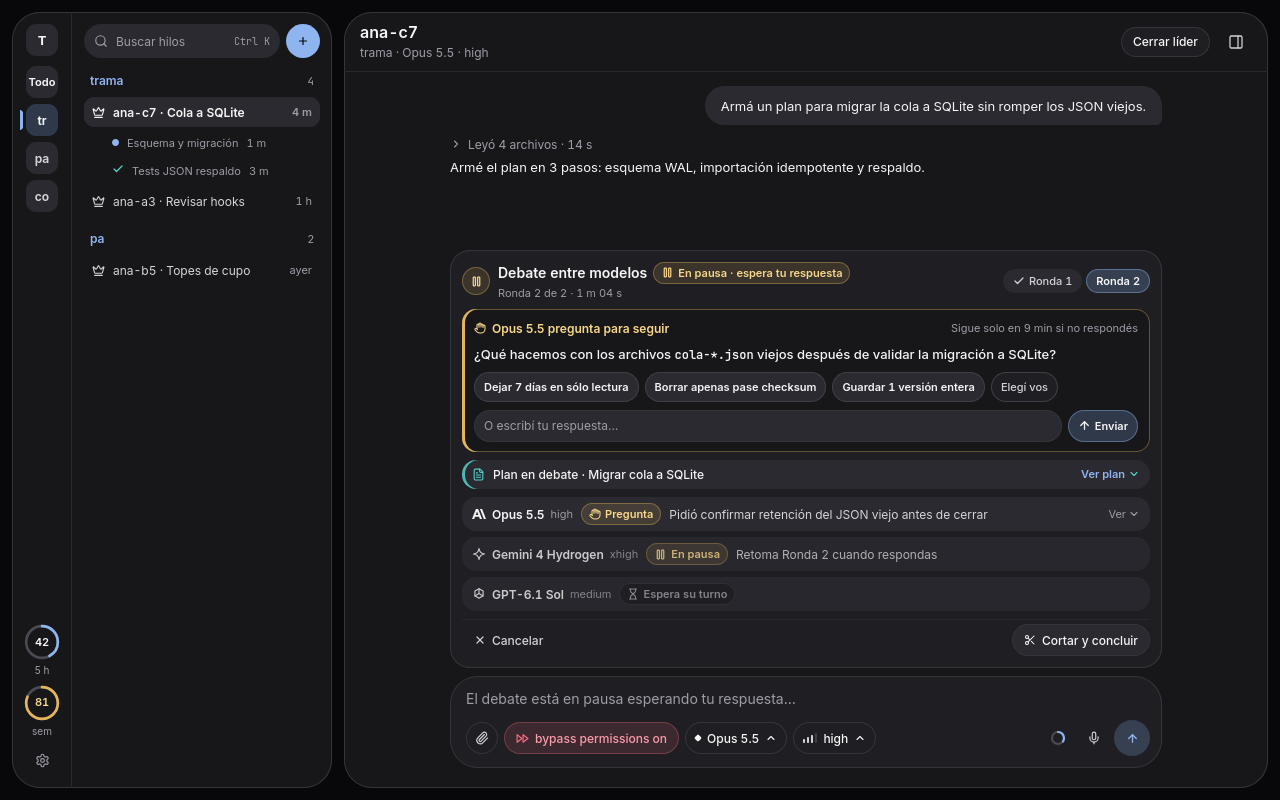 T
Todo
tr
pa
co
42
5 h
81
sem
Buscar hilos Ctrl K
trama 4
ana-c7 · Cola a SQLite 4 m
Esquema y migración 1 m
Tests JSON respaldo 3 m
ana-a3 · Revisar hooks 1 h
pa 2
ana-b5 · Topes de cupo ayer
ana-c7
trama · Opus 5.5 · high
Cerrar líder
Armá un plan para migrar la cola a SQLite sin romper los JSON viejos.
Leyó 4 archivos · 14 s
Armé el plan en 3 pasos: esquema WAL, importación idempotente y respaldo.
Debate entre modelos En pausa · espera tu respuesta
Ronda 2 de 2 · 1 m 04 s
Ronda 1 Ronda 2
Opus 5.5 pregunta para seguir Sigue solo en 9 min si no respondés
¿Qué hacemos con los archivos cola-*.json viejos después de validar la migración a SQLite?
Dejar 7 días en sólo lectura Borrar apenas pase checksum Guardar 1 versión entera Elegí vos
O escribí tu respuesta... Enviar
Plan en debate · Migrar cola a SQLite Ver plan
Opus 5.5 high Pregunta Pidió confirmar retención del JSON viejo antes de cerrar Ver
Gemini 4 Hydrogen xhigh En pausa Retoma Ronda 2 cuando respondas
GPT-6.1 Sol medium Espera su turno
Cancelar Cortar y concluir
El debate está en pausa esperando tu respuesta...
bypass permissions on Opus 5.5 high